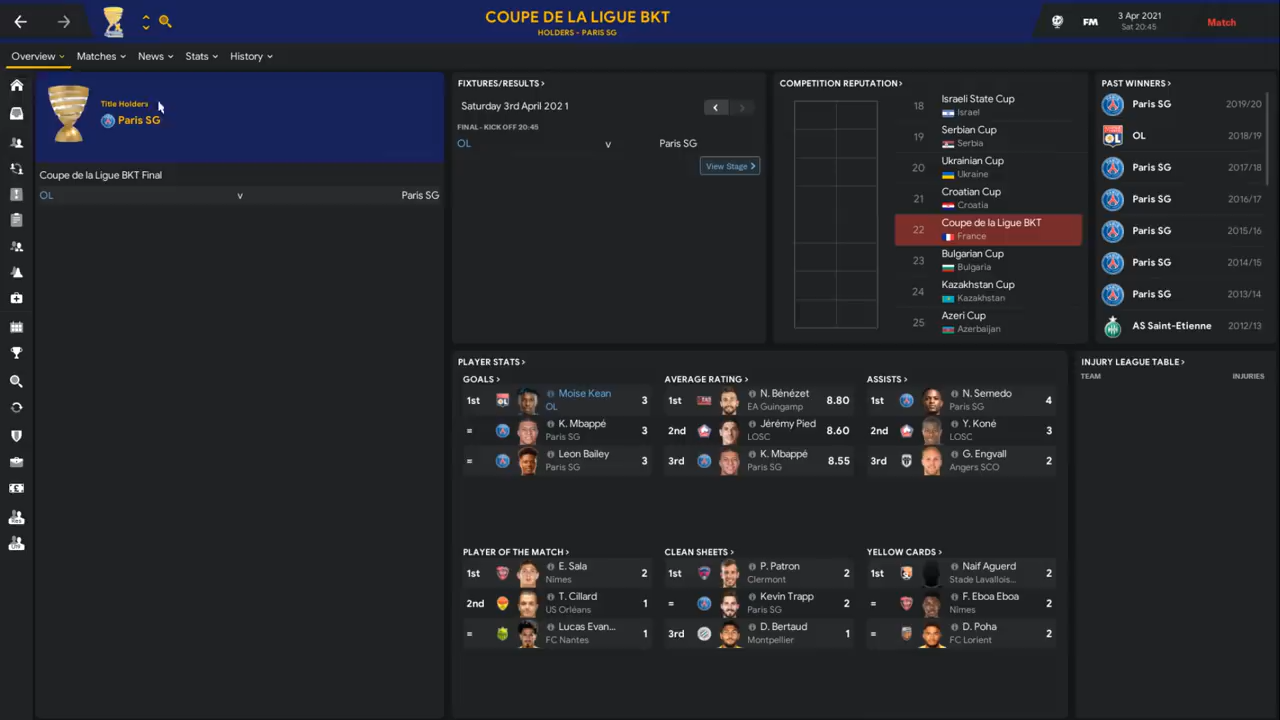 COUPE DE LA LIGUE BKT
HOLDERS - PARIS SG
FM
3 Apr 2021
Sat 20:45
Match
Overview
Matches
News
Stats
History
Title Holders
Paris SG
Coupe de la Ligue BKT Final
OL v Paris SG
FIXTURES/RESULTS >
Saturday 3rd April 2021
FINAL - KICK OFF 20:45
OL v Paris SG
View Stage >
COMPETITION REPUTATION >
18 Israeli State Cup
Israel
19 Serbian Cup
Serbia
20 Ukrainian Cup
Ukraine
21 Croatian Cup
Croatia
22 Coupe de la Ligue BKT
France
23 Bulgarian Cup
Bulgaria
24 Kazakhstan Cup
Kazakhstan
25 Azeri Cup
Azerbaijan
PAST WINNERS >
Paris SG 2019/20
OL 2018/19
Paris SG 2017/18
Paris SG 2016/17
Paris SG 2015/16
Paris SG 2014/15
Paris SG 2013/14
AS Saint-Etienne 2012/13
PLAYER STATS >
GOALS >
1st Moise Kean 3
OL
= K. Mbappé 3
Paris SG
= Leon Bailey 3
Paris SG
AVERAGE RATING >
1st N. Bénézet 8.80
EA Guingamp
2nd Jérémy Pied 8.60
LOSC
3rd K. Mbappé 8.55
Paris SG
ASSISTS >
1st N. Semedo 4
Paris SG
2nd Y. Koné 3
LOSC
3rd G. Engvall 2
Angers SCO
PLAYER OF THE MATCH >
1st E. Sala 2
Nîmes
2nd T. Cillard 1
US Orléans
= Lucas Evan... 1
FC Nantes
CLEAN SHEETS >
1st P. Patron 2
Clermont
= Kevin Trapp 2
Paris SG
3rd D. Bertaud 1
Montpellier
YELLOW CARDS >
1st Naif Aguerd 2
Stade Lavallois...
= F. Eboa Eboa 2
Nîmes
= D. Poha 2
FC Lorient
INJURY LEAGUE TABLE >
TEAM INJURIES